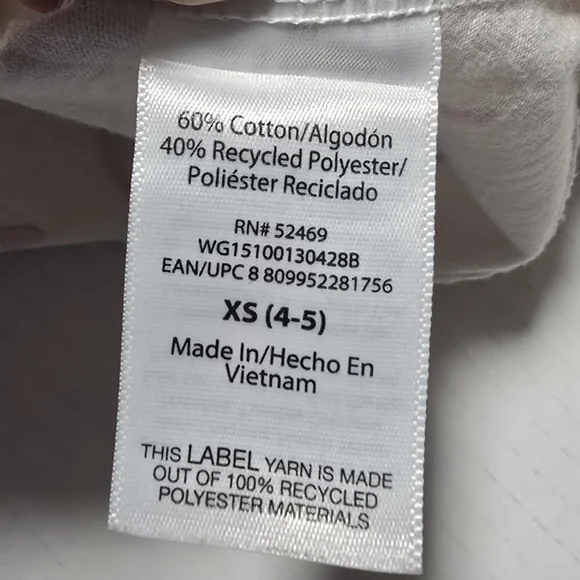 60% Cotton/Algodón
40% Recycled Polyester/
Poliéster Reciclado
RN# 52469
WG15100130428B
EAN/UPC 8 809952281756
XS (4-5)
Made In/Hecho En
Vietnam
THIS LABEL YARN IS MADE
OUT OF 100% RECYCLED
POLYESTER MATERIALS